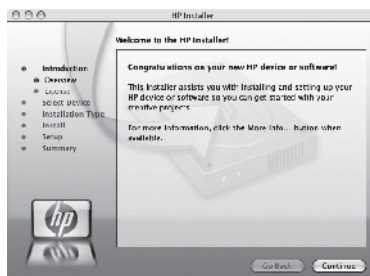 HP Installer
Welcome to the HP Installer!
Introduction
Overview
License
Select Device
Installation Type
Install
Setup
Summary
Congratulations on your new HP device or software!
This installer assists you with installing and setting up your
HP device or software so you can get started with your
creative projects.
For more information, click the More Info... button when
available.
hp
Go Back
Continue